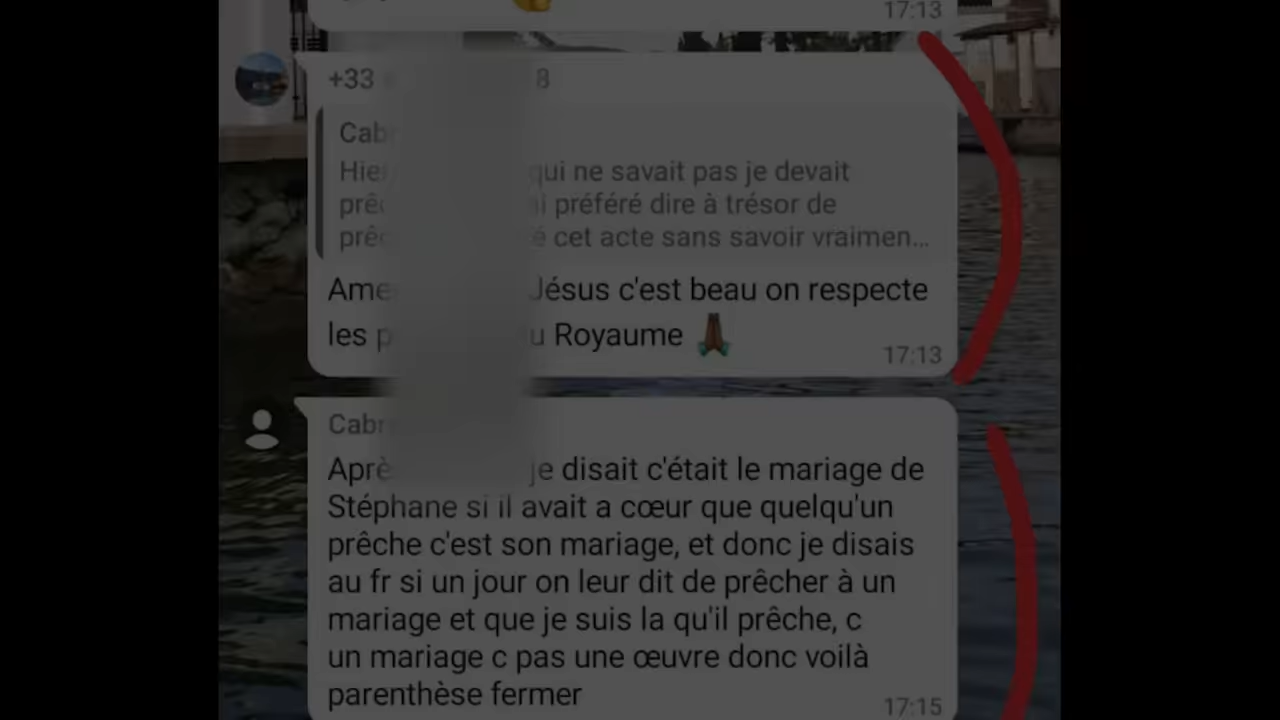 17:13
+33 8
Cab
Hier qui ne savait pas je devait
préféré dire à trésor de
cet acte sans savoir vraimen...
Jésus c'est beau on respecte
les Royaume 🙏🏾
17:13
Cabr
je disait c'était le mariage de
Stéphane si il avait a cœur que quelqu'un
prêche c'est son mariage, et donc je disais
au fr si un jour on leur dit de prêcher à un
mariage et que je suis la qu'il prêche, c
un mariage c pas une œuvre donc voilà
parenthèse fermer
17:15